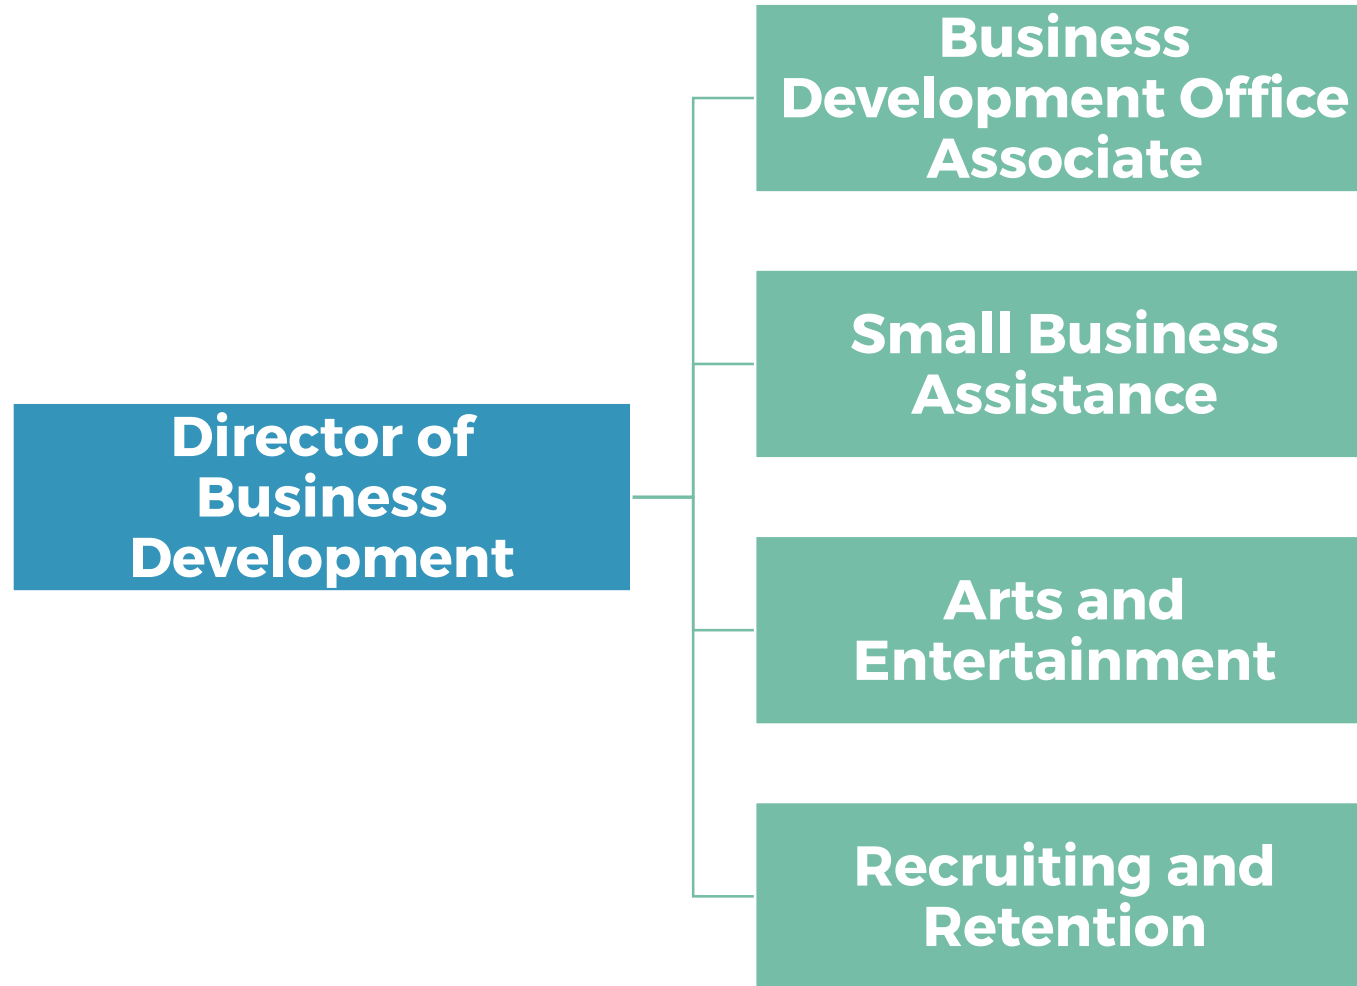 Business
Development Office
Associate
Small Business
Assistance
Director of
Business
Development
Arts and
Entertainment
Recruiting and
Retention